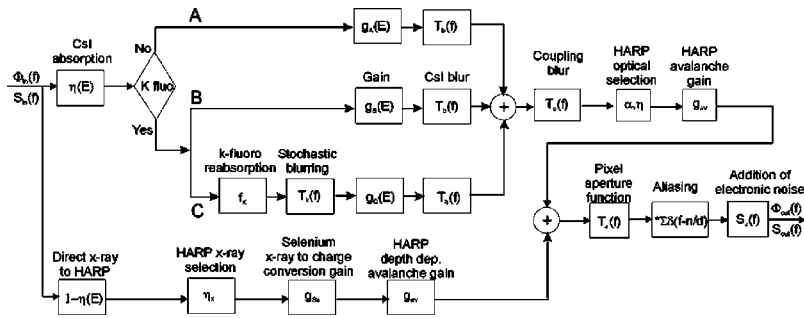 A
CsI
absorption
Φin(f)
Sin(f)
η(E)
No
K fluo
Yes
gA(E)
Tb(f)
B
Gain
CsI blur
gB(E)
Tb(f)
k-fluoro
reabsorption
Stochastic
blurring
C
fK
Tk(f)
gC(E)
Tb(f)
+
Coupling
blur
Tc(f)
HARP
optical
selection
α,η
HARP
avalanche
gain
gav
Direct x-ray
to HARP
1−η(E)
HARP x-ray
selection
ηx
Selenium
x-ray to charge
conversion gain
gSe
HARP
depth dep.
avalanche gain
gav
+
Pixel
aperture
function
Ta(f)
Aliasing
*Σδ(f-n/d)
Addition of
electronic noise
Φout(f)
Sout(f)